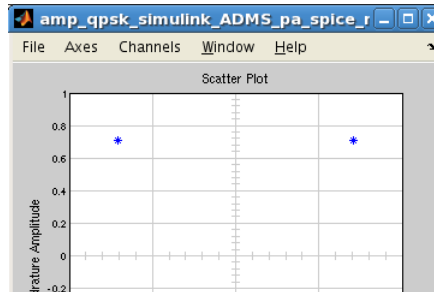 amp_qpsk_simulink_ADMS_pa_spice_r
File Axes Channels Window Help
Scatter Plot
1
0.8
0.6
0.4
0.2
0
-0.2
drature Amplitude